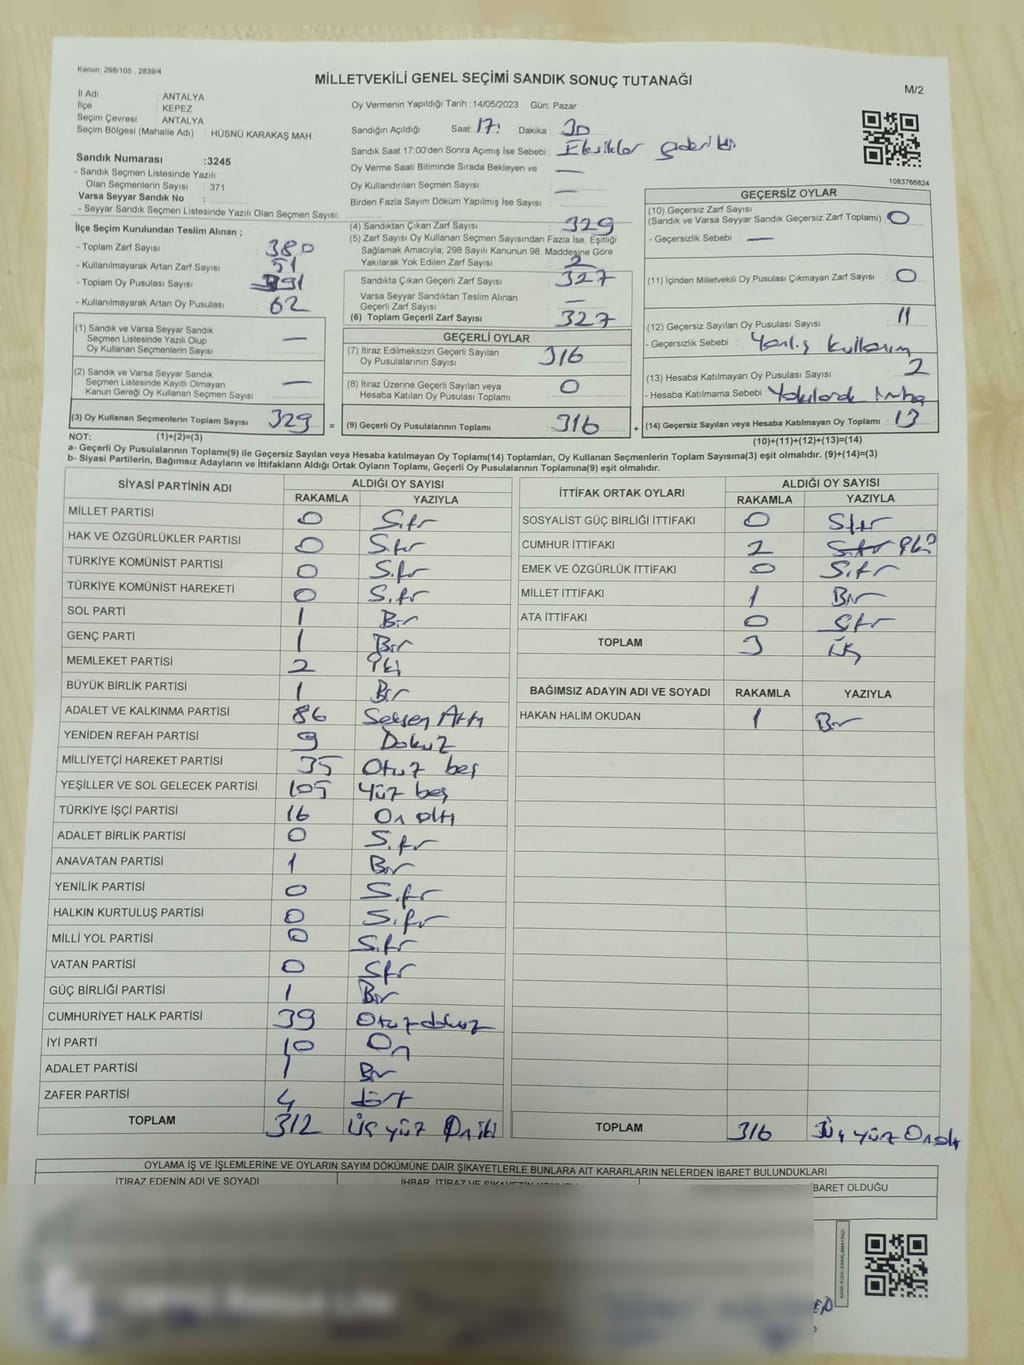 Kanun: 298/105 , 2839/4
MİLLETVEKİLİ GENEL SEÇİMİ SANDIK SONUÇ TUTANAĞI
M/2
İl Adı : ANTALYA
İlçe : KEPEZ
Seçim Çevresi : ANTALYA
Seçim Bölgesi (Mahalle Adı) : HÜSNÜ KARAKAŞ MAH.
Sandık Numarası :3245
- Sandık Seçmen Listesinde Yazılı
Olan Seçmenlerin Sayısı : 371
Varsa Seyyar Sandık No :
- Seyyar Sandık Seçmen Listesinde Yazılı Olan Seçmen Sayısı:
Oy Vermenin Yapıldığı Tarih :14/05/2023 Gün: Pazar
Sandığın Açıldığı Saat: 17: Dakika : 30
Sandık Saat 17:00'den Sonra Açılmış İse Sebebi : Eksikler giderildi
Oy Verme Saati Bitiminde Sırada Bekleyen ve : —
Oy Kullandırılan Seçmen Sayısı : —
Birden Fazla Sayım Döküm Yapılmış İse Sayısı :
1083766824
İlçe Seçim Kurulundan Teslim Alınan ;
- Toplam Zarf Sayısı : 380
- Kullanılmayarak Artan Zarf Sayısı : 51
- Toplam Oy Pusulası Sayısı : 391
- Kullanılmayarak Artan Oy Pusulası : 62
(1) Sandık ve Varsa Seyyar Sandık
Seçmen Listesinde Yazılı Olup
Oy Kullanan Seçmenlerin Sayısı : —
(2) Sandık ve Varsa Seyyar Sandık
Seçmen Listesinde Kayıtlı Olmayan
Kanun Gereği Oy Kullanan Seçmen Sayısı : —
(3) Oy Kullanan Seçmenlerin Toplam Sayısı : 329
(4) Sandıktan Çıkan Zarf Sayısı : 329
(5) Zarf Sayısı Oy Kullanan Seçmen Sayısından Fazla İse, Eşitliği
Sağlamak Amacıyla; 298 Sayılı Kanunun 98. Maddesine Göre
Yakılarak Yok Edilen Zarf Sayısı : 2
Sandıkta Çıkan Geçerli Zarf Sayısı : 327
Varsa Seyyar Sandıktan Teslim Alınan
Geçerli Zarf Sayısı : —
(6) Toplam Geçerli Zarf Sayısı : 327
GEÇERLİ OYLAR
(7) İtiraz Edilmeksizin Geçerli Sayılan
Oy Pusulalarının Sayısı : 316
(8) İtiraz Üzerine Geçerli Sayılan veya
Hesaba Katılan Oy Pusulası Toplamı : 0
(9) Geçerli Oy Pusulalarının Toplamı : 316
GEÇERSİZ OYLAR
(10) Geçersiz Zarf Sayısı
(Sandık ve Varsa Seyyar Sandık Geçersiz Zarf Toplamı) : 0
- Geçersizlik Sebebi : —
(11) İçinden Milletvekili Oy Pusulası Çıkmayan Zarf Sayısı : 0
(12) Geçersiz Sayılan Oy Pusulası Sayısı : 11
- Geçersizlik Sebebi : Yanlış kullanım
(13) Hesaba Katılmayan Oy Pusulası Sayısı : 2
- Hesaba Katılmama Sebebi : Yakılarak imha
(14) Geçersiz Sayılan veya Hesaba Katılmayan Oy Toplamı : 13
NOT: (1)+(2)=(3)
(10)+(11)+(12)+(13)=(14)
a- Geçerli Oy Pusulalarının Toplamı(9) ile Geçersiz Sayılan veya Hesaba katılmayan Oy Toplamı(14) Toplamları, Oy Kullanan Seçmenlerin Toplam Sayısına(3) eşit olmalıdır. (9)+(14)=(3)
b- Siyasi Partilerin, Bağımsız Adayların ve İttifakların Aldığı Ortak Oyların Toplamı, Geçerli Oy Pusulalarının Toplamına(9) eşit olmalıdır.
SİYASİ PARTİNİN ADI ALDIĞI OY SAYISI
RAKAMLA YAZIYLA
MİLLET PARTİSİ 0 Sıfır
HAK VE ÖZGÜRLÜKLER PARTİSİ 0 Sıfır
TÜRKİYE KOMÜNİST PARTİSİ 0 Sıfır
TÜRKİYE KOMÜNİST HAREKETİ 0 Sıfır
SOL PARTİ 1 Bir
GENÇ PARTİ 1 Bir
MEMLEKET PARTİSİ 2 İki
BÜYÜK BİRLİK PARTİSİ 1 Bir
ADALET VE KALKINMA PARTİSİ 86 Seksen Altı
YENİDEN REFAH PARTİSİ 9 Dokuz
MİLLİYETÇİ HAREKET PARTİSİ 35 Otuz beş
YEŞİLLER VE SOL GELECEK PARTİSİ 105 Yüz beş
TÜRKİYE İŞÇİ PARTİSİ 16 On altı
ADALET BİRLİK PARTİSİ 0 Sıfır
ANAVATAN PARTİSİ 1 Bir
YENİLİK PARTİSİ 0 Sıfır
HALKIN KURTULUŞ PARTİSİ 0 Sıfır
MİLLİ YOL PARTİSİ 0 Sıfır
VATAN PARTİSİ 0 Sıfır
GÜÇ BİRLİĞİ PARTİSİ 1 Bir
CUMHURİYET HALK PARTİSİ 39 Otuz dokuz
İYİ PARTİ 10 On
ADALET PARTİSİ 1 Bir
ZAFER PARTİSİ 4 dört
TOPLAM 312 Üç yüz On iki
İTTİFAK ORTAK OYLARI ALDIĞI OY SAYISI
RAKAMLA YAZIYLA
SOSYALİST GÜÇ BİRLİĞİ İTTİFAKI 0 Sıfır
CUMHUR İTTİFAKI 2 Sıfır İki
EMEK VE ÖZGÜRLÜK İTTİFAKI 0 Sıfır
MİLLET İTTİFAKI 1 Bir
ATA İTTİFAKI 0 Sıfır
TOPLAM 3 Üç
BAĞIMSIZ ADAYIN ADI VE SOYADI RAKAMLA YAZIYLA
HAKAN HALİM OKUDAN 1 Bir
TOPLAM 316 Üç yüz On altı
OYLAMA İŞ VE İŞLEMLERİNE VE OYLARIN SAYIM DÖKÜMÜNE DAİR ŞİKAYETLERLE BUNLARA AİT KARARLARIN NELERDEN İBARET BULUNDUKLARI
İTİRAZ EDENİN ADI VE SOYADI İHBAR, İTİRAZ VE ŞİKAYETİN KONUSU İBARET OLDUĞU